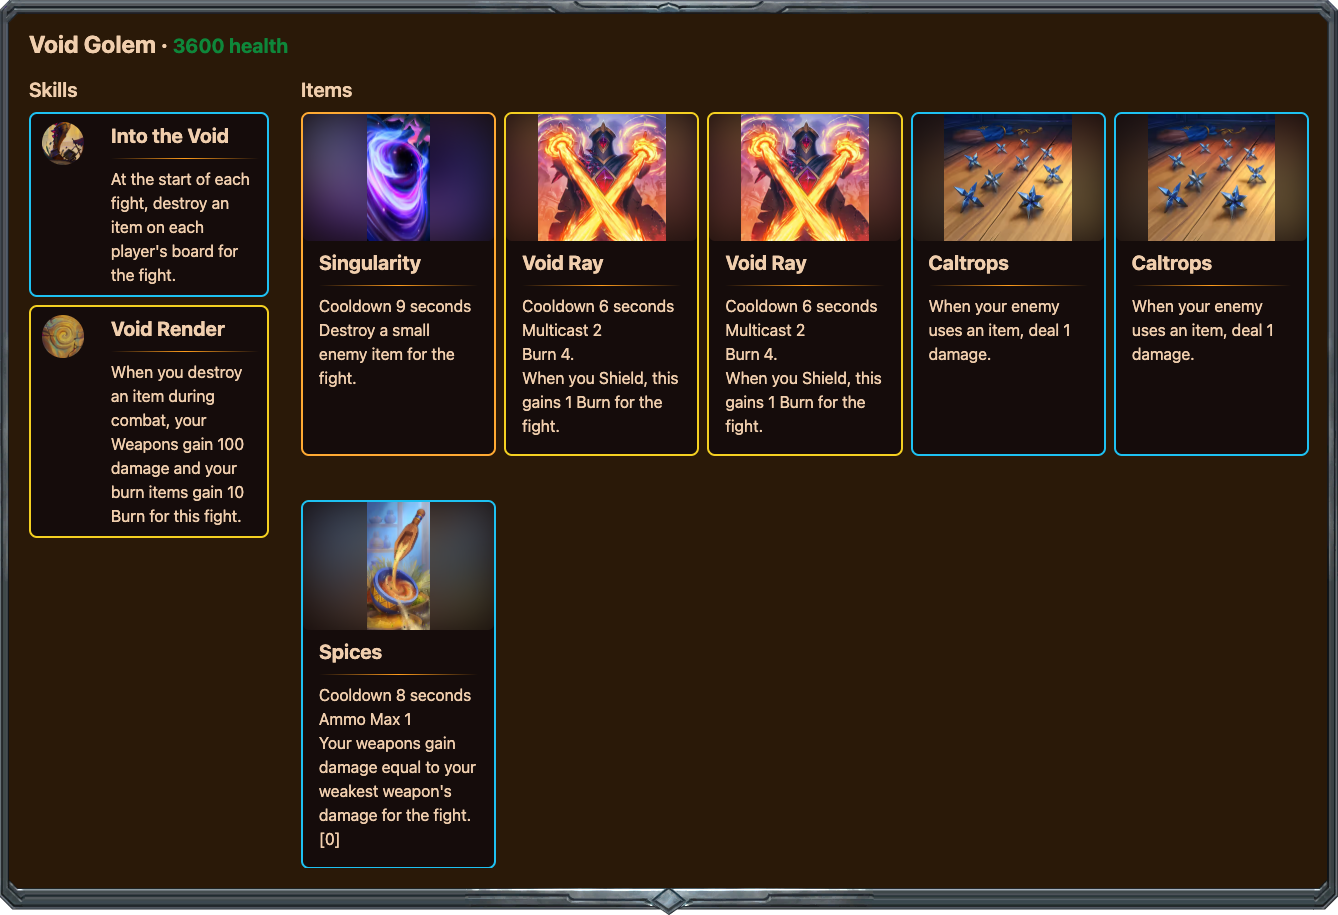 Void Golem · 3600 health
Skills
Into the Void
At the start of each
fight, destroy an
item on each
player's board for
the fight.
Void Render
When you destroy
an item during
combat, your
Weapons gain 100
damage and your
burn items gain 10
Burn for this fight.
Items
Singularity
Cooldown 9 seconds
Destroy a small
enemy item for the
fight.
Void Ray
Cooldown 6 seconds
Multicast 2
Burn 4.
When you Shield, this
gains 1 Burn for the
fight.
Void Ray
Cooldown 6 seconds
Multicast 2
Burn 4.
When you Shield, this
gains 1 Burn for the
fight.
Caltrops
When your enemy
uses an item, deal 1
damage.
Caltrops
When your enemy
uses an item, deal 1
damage.
Spices
Cooldown 8 seconds
Ammo Max 1
Your weapons gain
damage equal to your
weakest weapon's
damage for the fight.
[0]